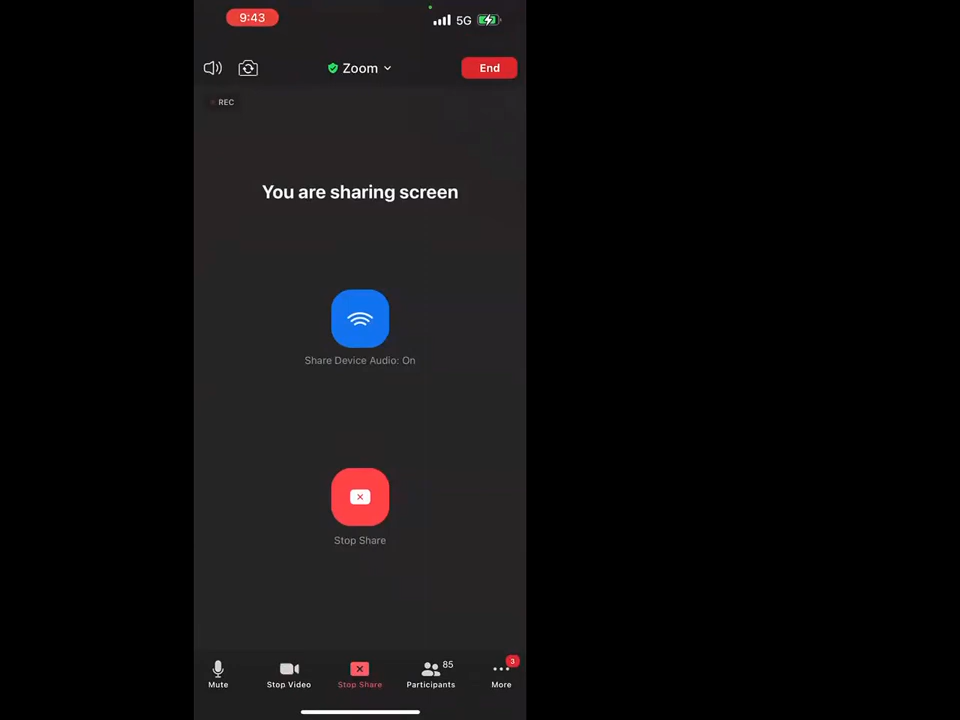 9:43
5G
Zoom
End
REC
You are sharing screen
Share Device Audio: On
Stop Share
85
3
Mute
Stop Video
Stop Share
Participants
More